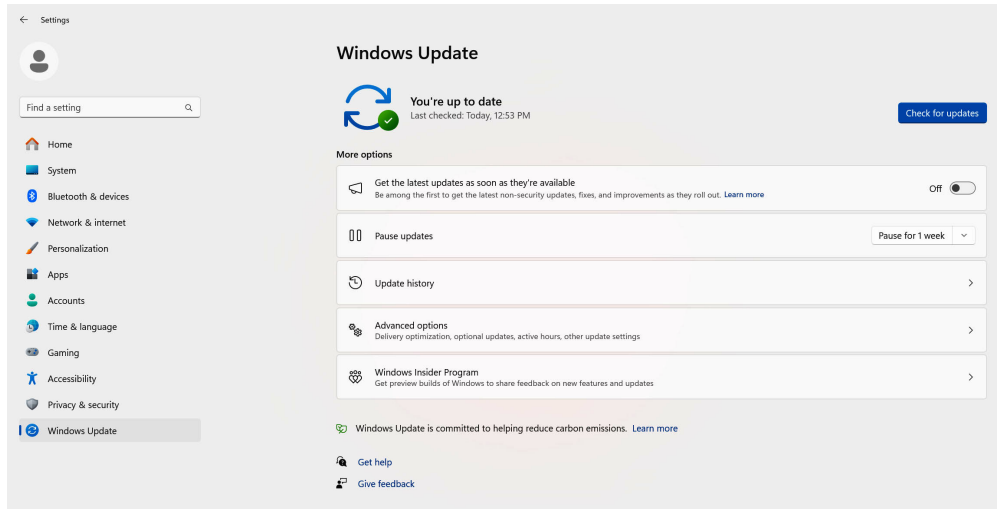 Settings
Find a setting
Home
System
Bluetooth & devices
Network & internet
Personalization
Apps
Accounts
Time & language
Gaming
Accessibility
Privacy & security
Windows Update
Windows Update
You're up to date
Last checked: Today, 12:53 PM
Check for updates
More options
Get the latest updates as soon as they're available
Be among the first to get the latest non-security updates, fixes, and improvements as they roll out. Learn more
Off
Pause updates
Pause for 1 week
Update history
Advanced options
Delivery optimization, optional updates, active hours, other update settings
Windows Insider Program
Get preview builds of Windows to share feedback on new features and updates
Windows Update is committed to helping reduce carbon emissions. Learn more
Get help
Give feedback